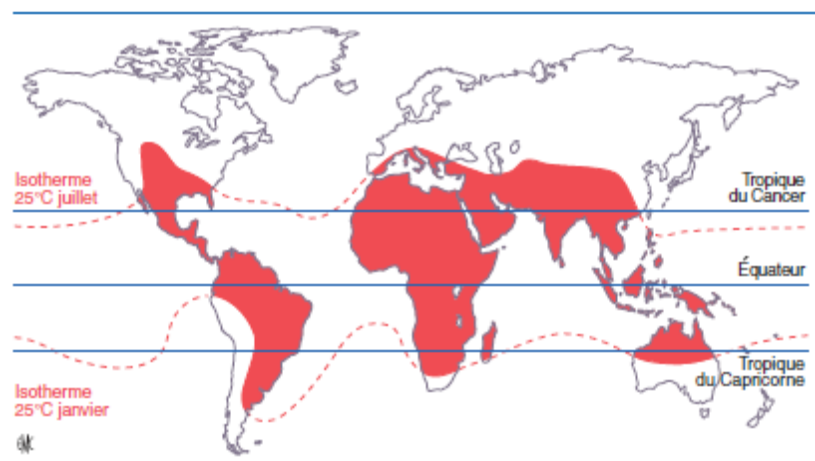 Isotherme
25°C juillet
Tropique
du Cancer
Équateur
Tropique
du Capricorne
Isotherme
25°C janvier